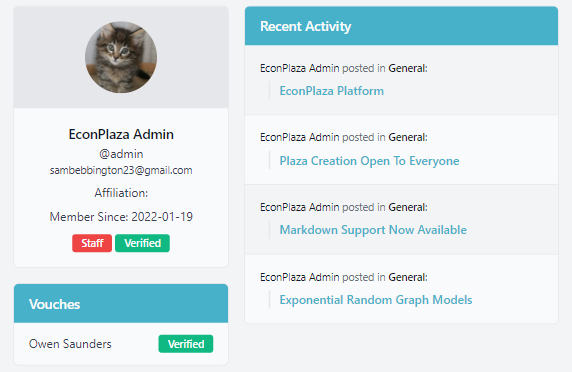 EconPlaza Admin
@admin
sambebbington23@gmail.com
Affiliation:
Member Since: 2022-01-19
Staff Verified
Vouches
Owen Saunders Verified
Recent Activity
EconPlaza Admin posted in General:
EconPlaza Platform
EconPlaza Admin posted in General:
Plaza Creation Open To Everyone
EconPlaza Admin posted in General:
Markdown Support Now Available
EconPlaza Admin posted in General:
Exponential Random Graph Models